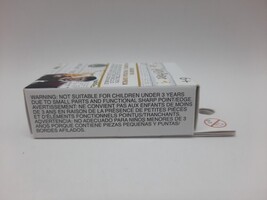 WARNING: NOT SUITABLE FOR CHILDREN UNDER 3 YEARS
DUE TO SMALL PARTS AND FUNCTIONAL SHARP POINT/EDGE.
AVERTISSEMENT: NE CONVIENT PAS AUX ENFANTS DE MOINS
DE 3 ANS EN RAISON DE LA PRÉSENCE DE PETITES PIÈCES
ET D'ÉLÉMENTS FONCTIONNELS POINTUS/TRANCHANTS.
ADVERTENCIA: NO ADECUADO PARA NIÑOS MENORES DE 3
AÑOS PORQUE CONTIENE PIEZAS PEQUEÑAS Y PUNTAS/
BORDES AFILADOS.